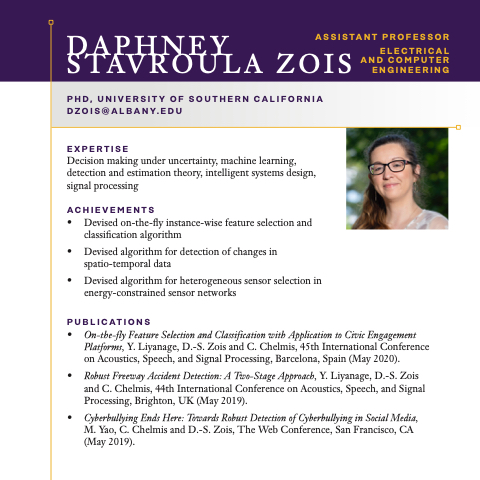 DAPHNEY
STAVROULA ZOIS
ASSISTANT PROFESSOR
ELECTRICAL
AND COMPUTER
ENGINEERING
PHD, UNIVERSITY OF SOUTHERN CALIFORNIA
DZOIS@ALBANY.EDU
EXPERTISE
Decision making under uncertainty, machine learning,
detection and estimation theory, intelligent systems design,
signal processing
ACHIEVEMENTS
• Devised on-the-fly instance-wise feature selection and
classification algorithm
• Devised algorithm for detection of changes in
spatio-temporal data
• Devised algorithm for heterogeneous sensor selection in
energy-constrained sensor networks
PUBLICATIONS
• On-the-fly Feature Selection and Classification with Application to Civic Engagement
Platforms, Y. Liyanage, D.-S. Zois and C. Chelmis, 45th International Conference
on Acoustics, Speech, and Signal Processing, Barcelona, Spain (May 2020).
• Robust Freeway Accident Detection: A Two-Stage Approach, Y. Liyanage, D.-S. Zois
and C. Chelmis, 44th International Conference on Acoustics, Speech, and Signal
Processing, Brighton, UK (May 2019).
• Cyberbullying Ends Here: Towards Robust Detection of Cyberbullying in Social Media,
M. Yao, C. Chelmis and D.-S. Zois, The Web Conference, San Francisco, CA
(May 2019).